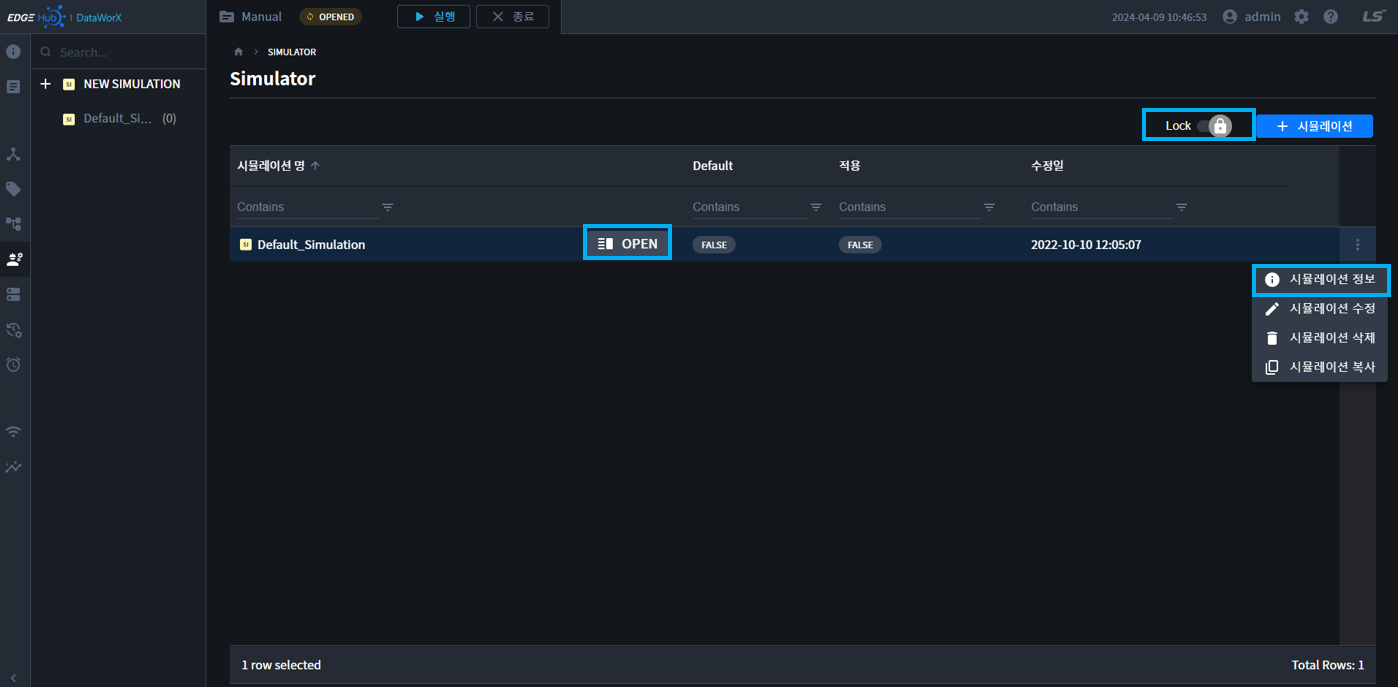 EDGE Hub | DataWorX
Manual
OPENED
실행
종료
2024-04-09 10:46:53
admin
LS
Search...
SIMULATOR
SI NEW SIMULATION
Simulator
SI Default_Si... (0)
Lock
시뮬레이션
시뮬레이션 명
Default
적용
수정일
Contains
Contains
Contains
Contains
SI Default_Simulation
OPEN
FALSE
FALSE
2022-10-10 12:05:07
시뮬레이션 정보
시뮬레이션 수정
시뮬레이션 삭제
시뮬레이션 복사
1 row selected
Total Rows: 1